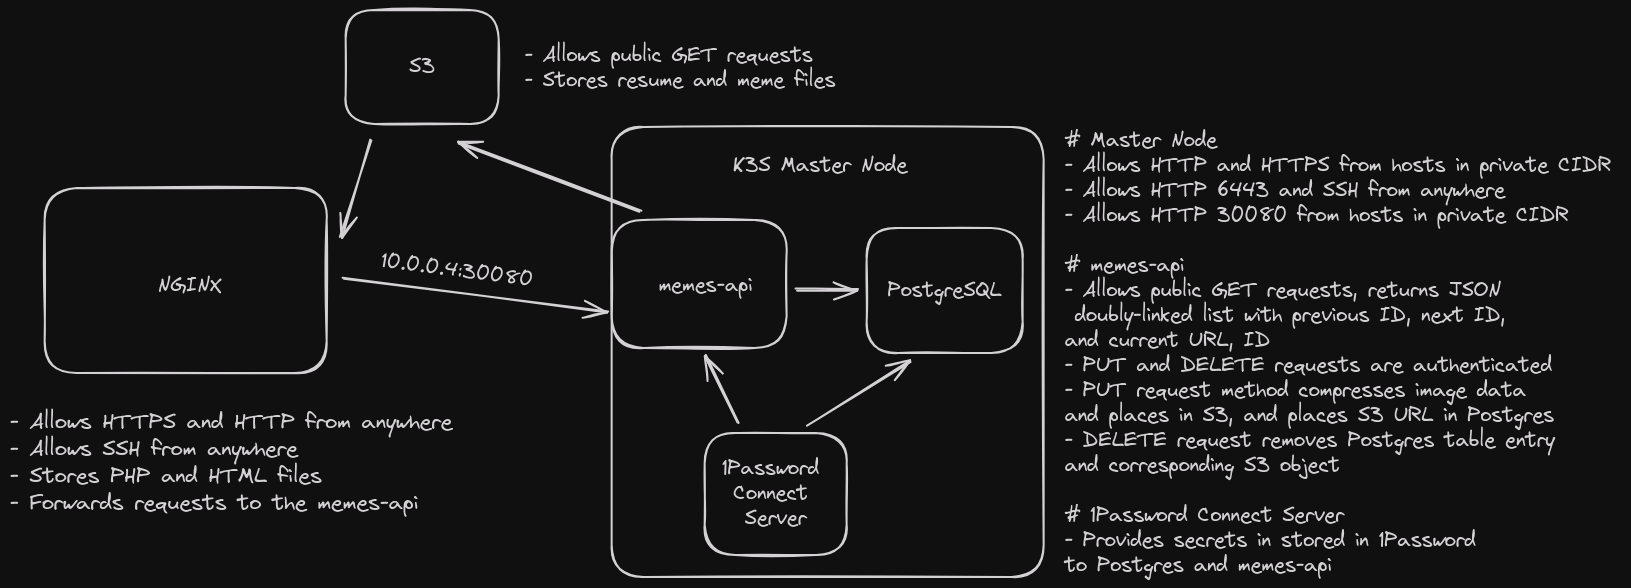 S3
- Allows public GET requests
- Stores resume and meme files
K3S Master Node
NGINX
10.0.0.4:30080
memes-api
PostgreSQL
1Password
Connect
Server
- Allows HTTPS and HTTP from anywhere
- Allows SSH from anywhere
- Stores PHP and HTML files
- Forwards requests to the memes-api
# Master Node
- Allows HTTP and HTTPS from hosts in private CIDR
- Allows HTTP 6443 and SSH from anywhere
- Allows HTTP 30080 from hosts in private CIDR
# memes-api
- Allows public GET requests, returns JSON
doubly-linked list with previous ID, next ID,
and current URL, ID
- PUT and DELETE requests are authenticated
- PUT request method compresses image data
and places in S3, and places S3 URL in Postgres
- DELETE request removes Postgres table entry
and corresponding S3 object
# 1Password Connect Server
- Provides secrets in stored in 1Password
to Postgres and memes-api